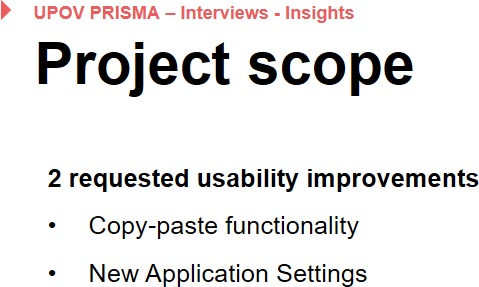 UPOV PRISMA – Interviews - Insights
Project scope
2 requested usability improvements
• Copy-paste functionality
• New Application Settings